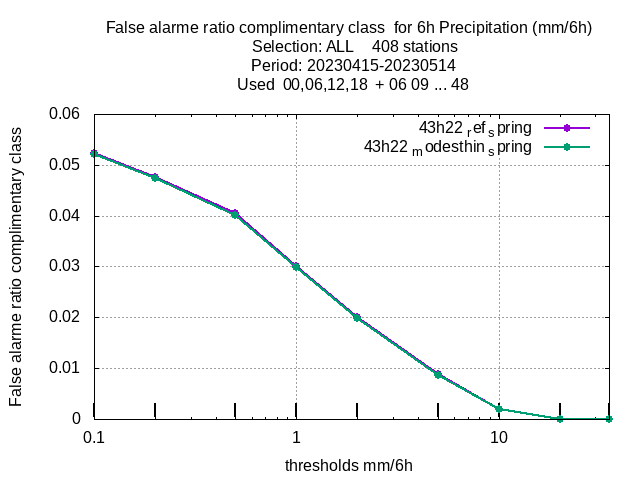 False alarme ratio complimentary class for 6h Precipitation (mm/6h)
Selection: ALL 408 stations
Period: 20230415-20230514
Used 00,06,12,18 + 06 09 ... 48
0.06
0.05
0.04
0.03
0.02
0.01
0
False alarme ratio complimentary class
43h22 ref spring
43h22 modesthin spring
0.1
1
10
thresholds mm/6h